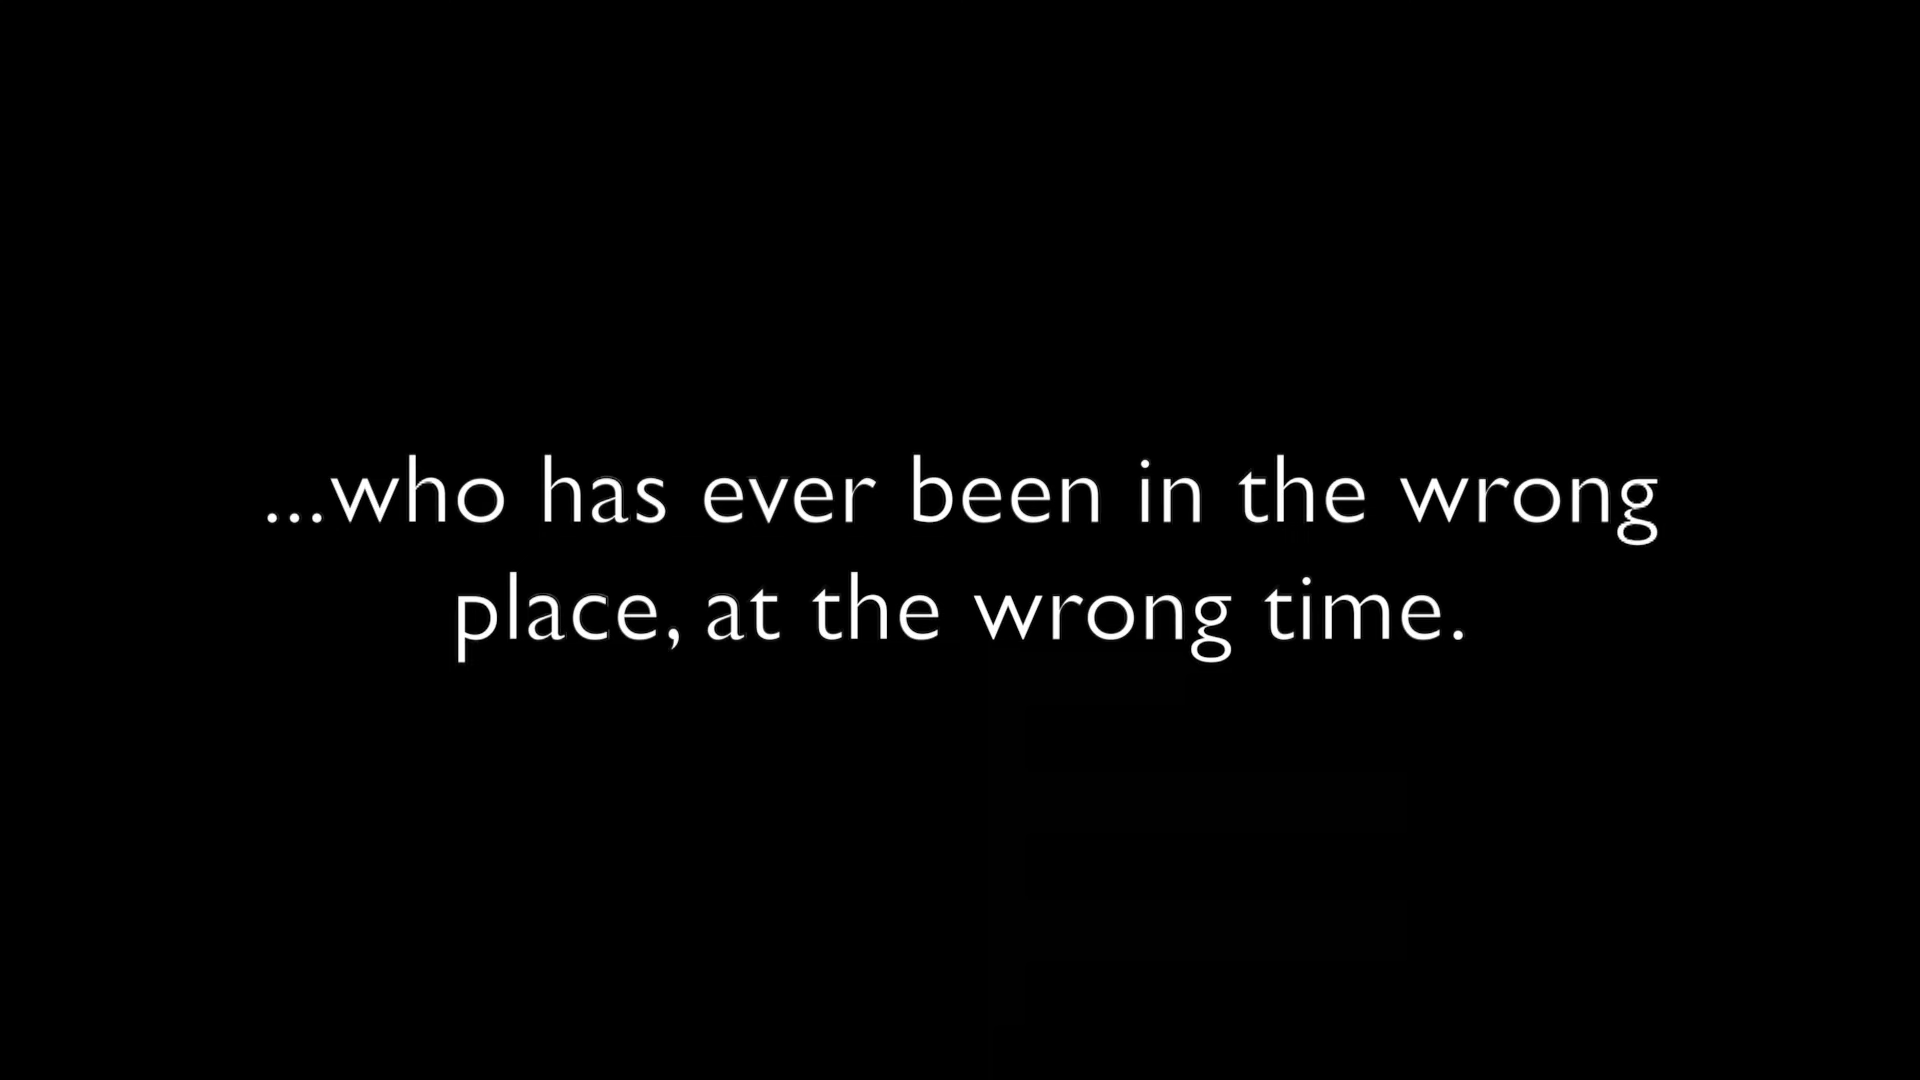 ...who has ever been in the wrong
place, at the wrong time.